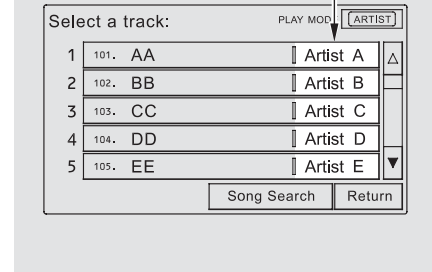 Select a track: PLAY MOD ARTIST
1 101. AA Artist A
2 102. BB Artist B
3 103. CC Artist C
4 104. DD Artist D
5 105. EE Artist E
Song Search Return